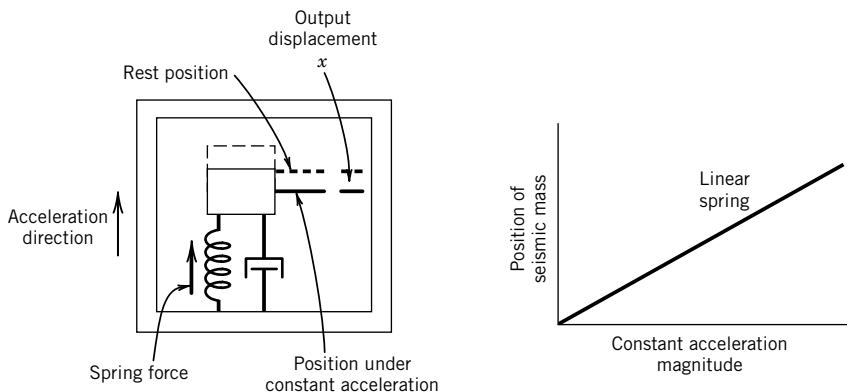 Output
displacement
x
Rest position
Acceleration
direction
Spring force
Position under
constant acceleration
Position of
seismic mass
Linear
spring
Constant acceleration
magnitude